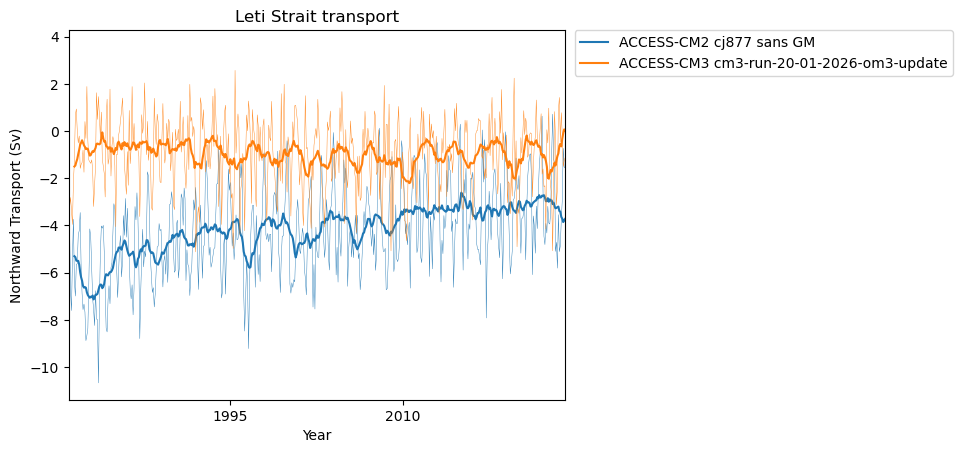 Leti Strait transport
ACCESS-CM2 cj877 sans GM
ACCESS-CM3 cm3-run-20-01-2026-om3-update
Northward Transport (Sv)
4
2
0
−2
−4
−6
−8
−10
1995
2010
Year